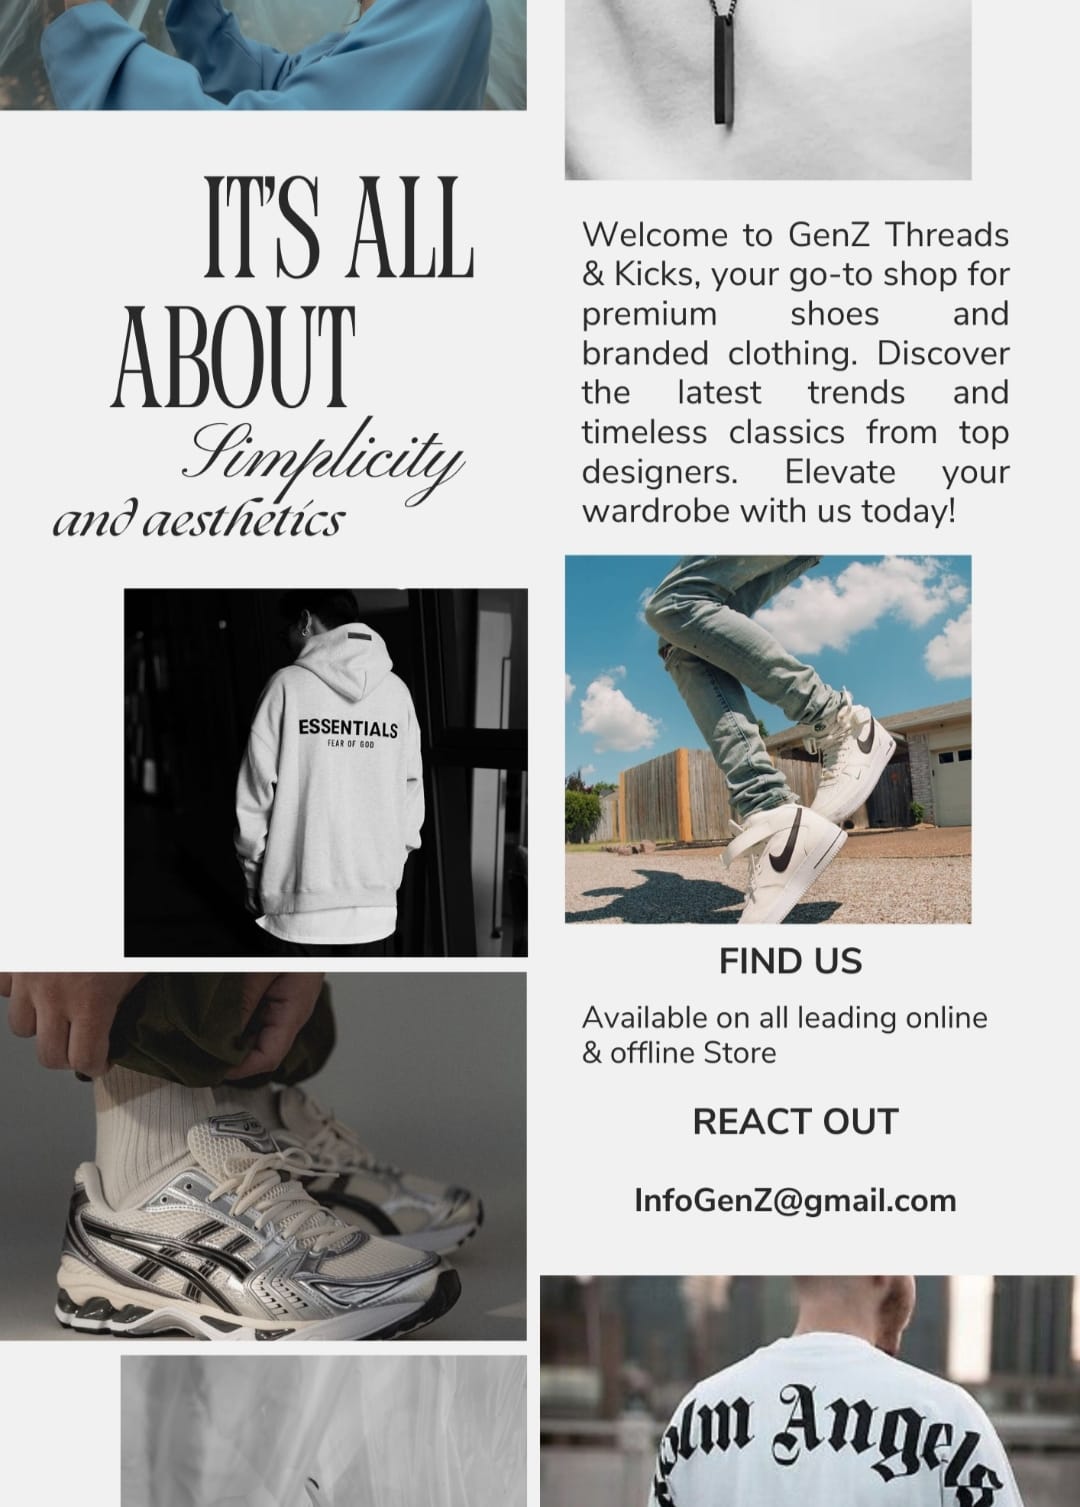 IT'S ALL
ABOUT
Simplicity
and aesthetics
ESSENTIALS
FEAR OF GOD
Welcome to GenZ Threads
& Kicks, your go-to shop for
premium shoes and
branded clothing. Discover
the latest trends and
timeless classics from top
designers. Elevate your
wardrobe with us today!
FIND US
Available on all leading online
& offline Store
REACT OUT
InfoGenZ@gmail.com
alm Angels